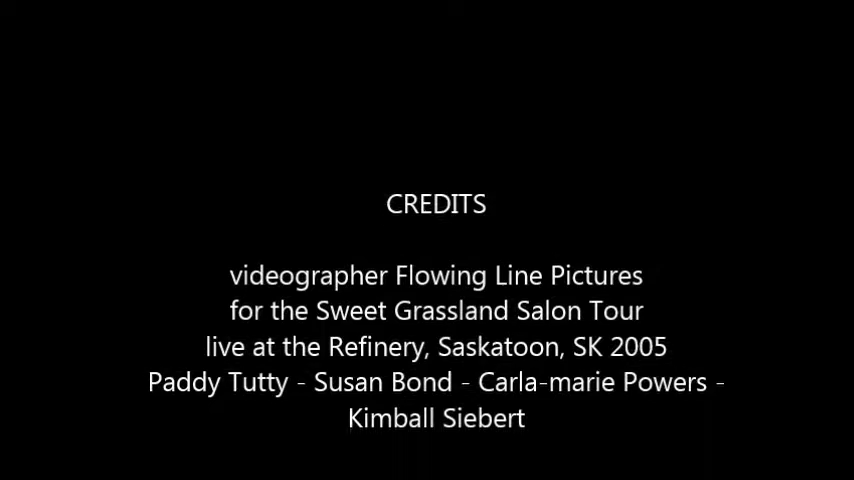 CREDITS
videographer Flowing Line Pictures
for the Sweet Grassland Salon Tour
live at the Refinery, Saskatoon, SK 2005
Paddy Tutty - Susan Bond - Carla-marie Powers -
Kimball Siebert